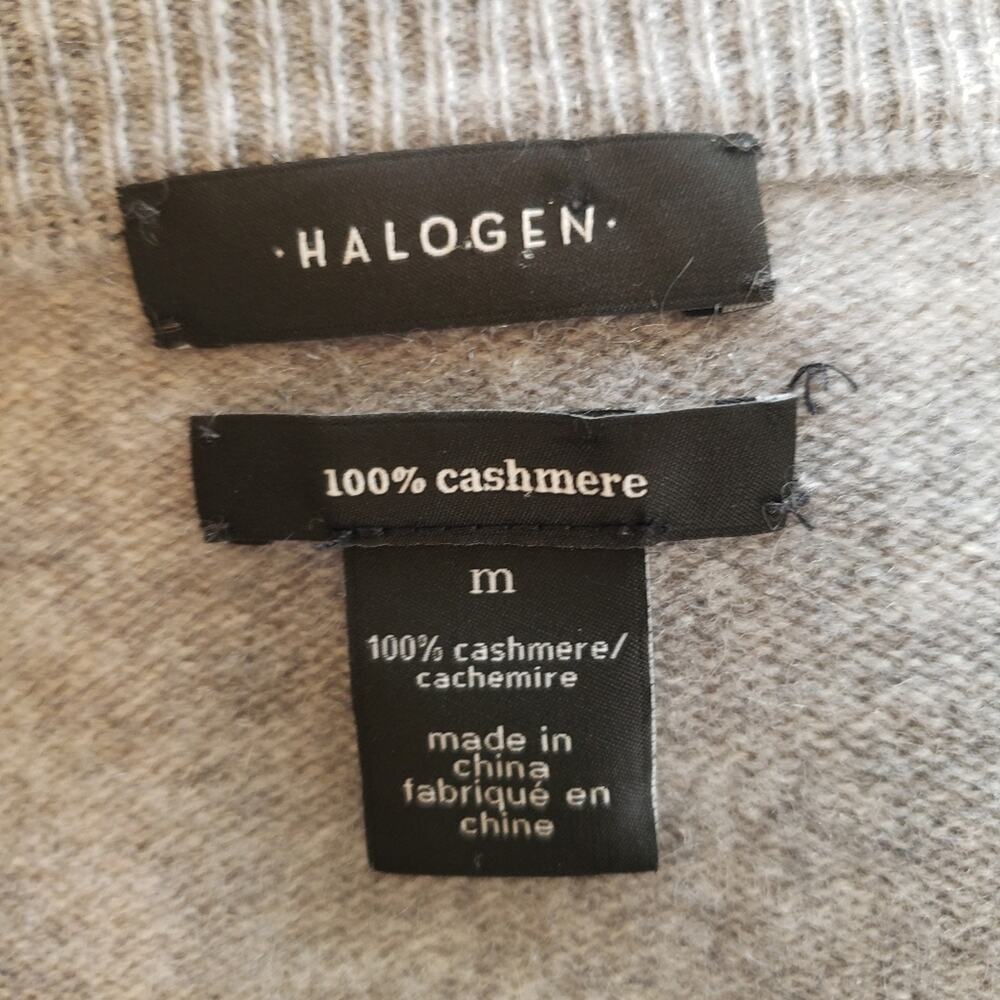 ·HALOGEN·
100% cashmere
m
100% cashmere/
cachemire
made in
china
fabriqué en
chine